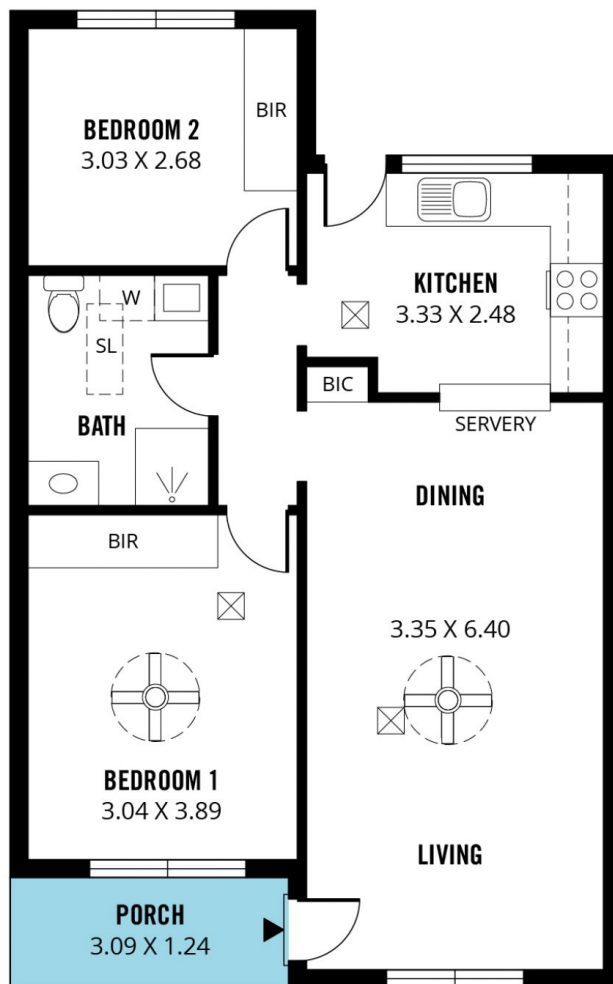 BEDROOM 2
3.03 X 2.68
BIR
KITCHEN
3.33 X 2.48
W
SL
BATH
BIC
SERVERY
DINING
BIR
3.35 X 6.40
BEDROOM 1
3.04 X 3.89
LIVING
PORCH
3.09 X 1.24